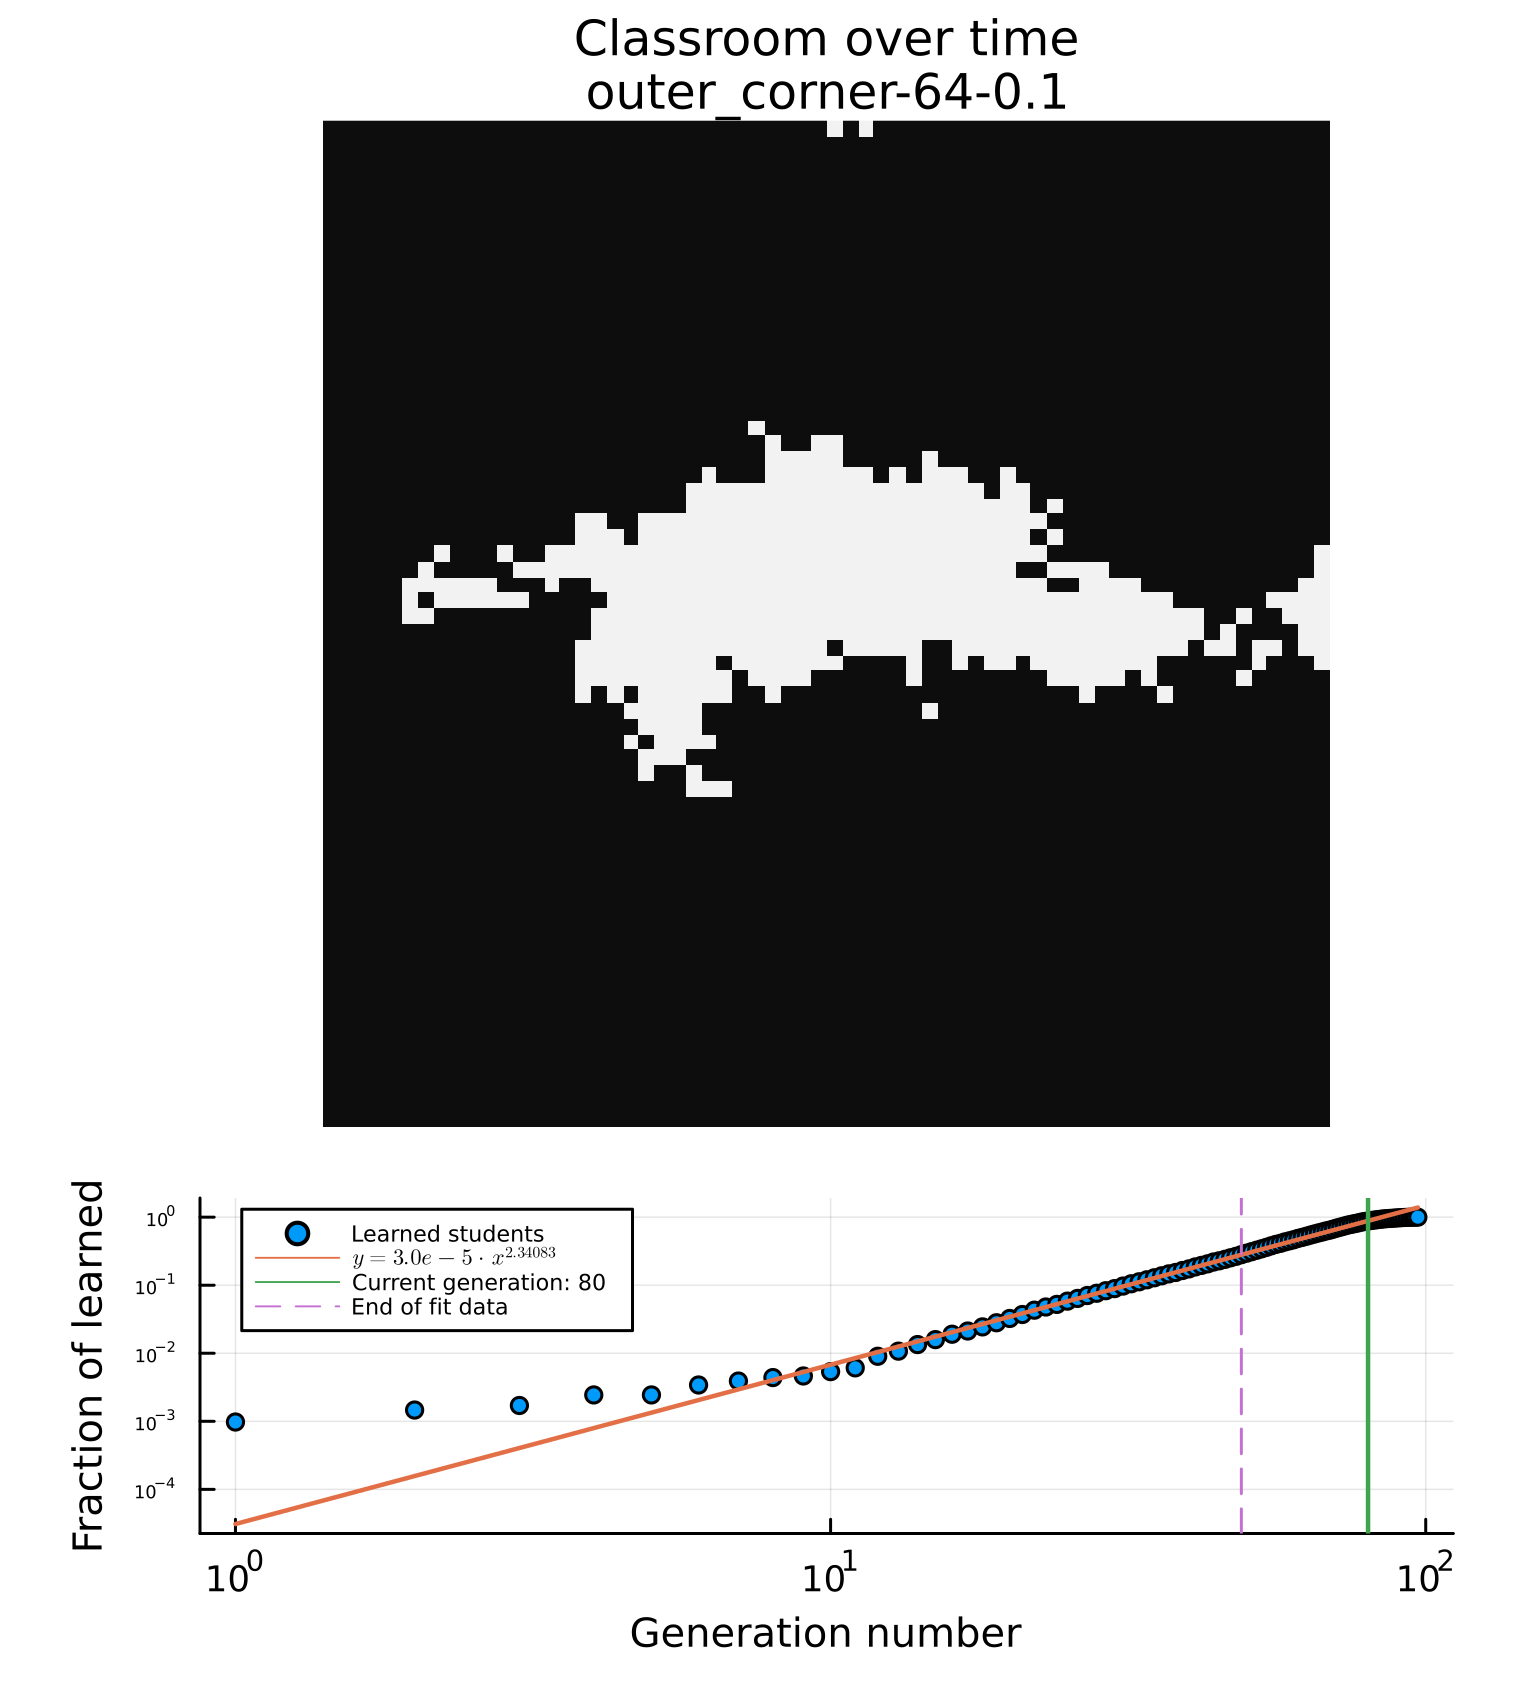 Classroom over time
outer_corner-64-0.1
Fraction of learned
10^0
10^−1
10^−2
10^−3
10^−4
Learned students
y = 3.0e − 5 · x^2.34083
Current generation: 80
End of fit data
10^0 10^1 10^2
Generation number